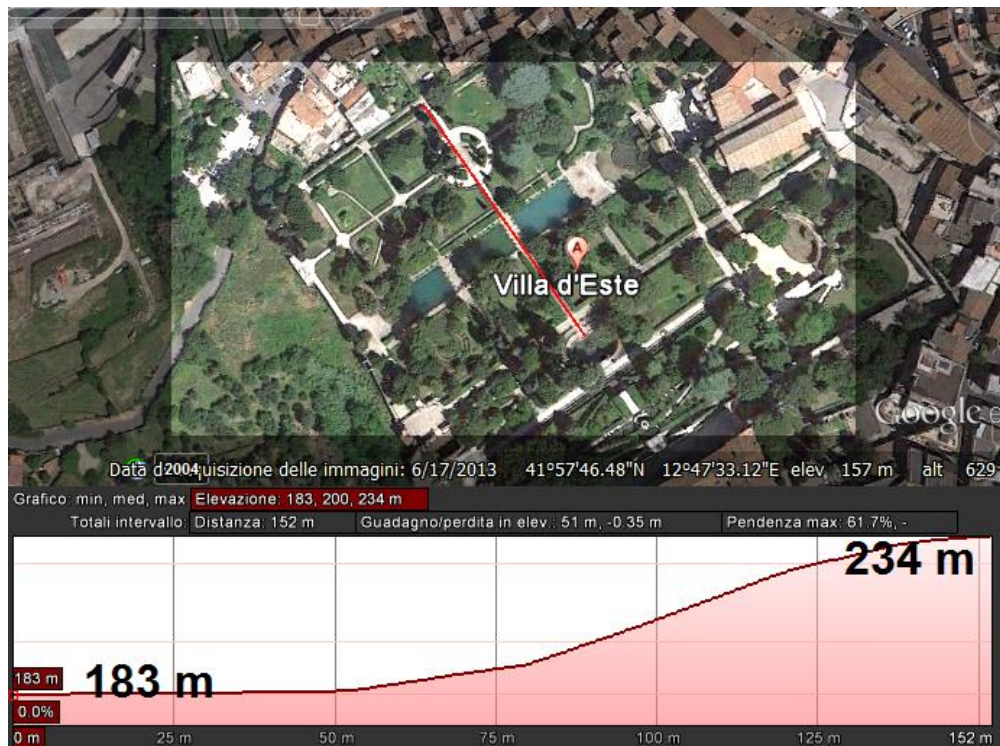 A
Villa d'Este
Google
Data d 2004 quisizione delle immagini: 6/17/2013 41°57'46.48"N 12°47'33.12"E elev 157 m alt 629
Grafico: min, med, max Elevazione: 183, 200, 234 m
Totali intervallo: Distanza: 152 m Guadagno/perdita in elev.: 51 m, -0.35 m Pendenza max: 61.7%, -
234 m
183 m 183 m
0.0%
0 m 25 m 50 m 75 m 100 m 125 m 152 m